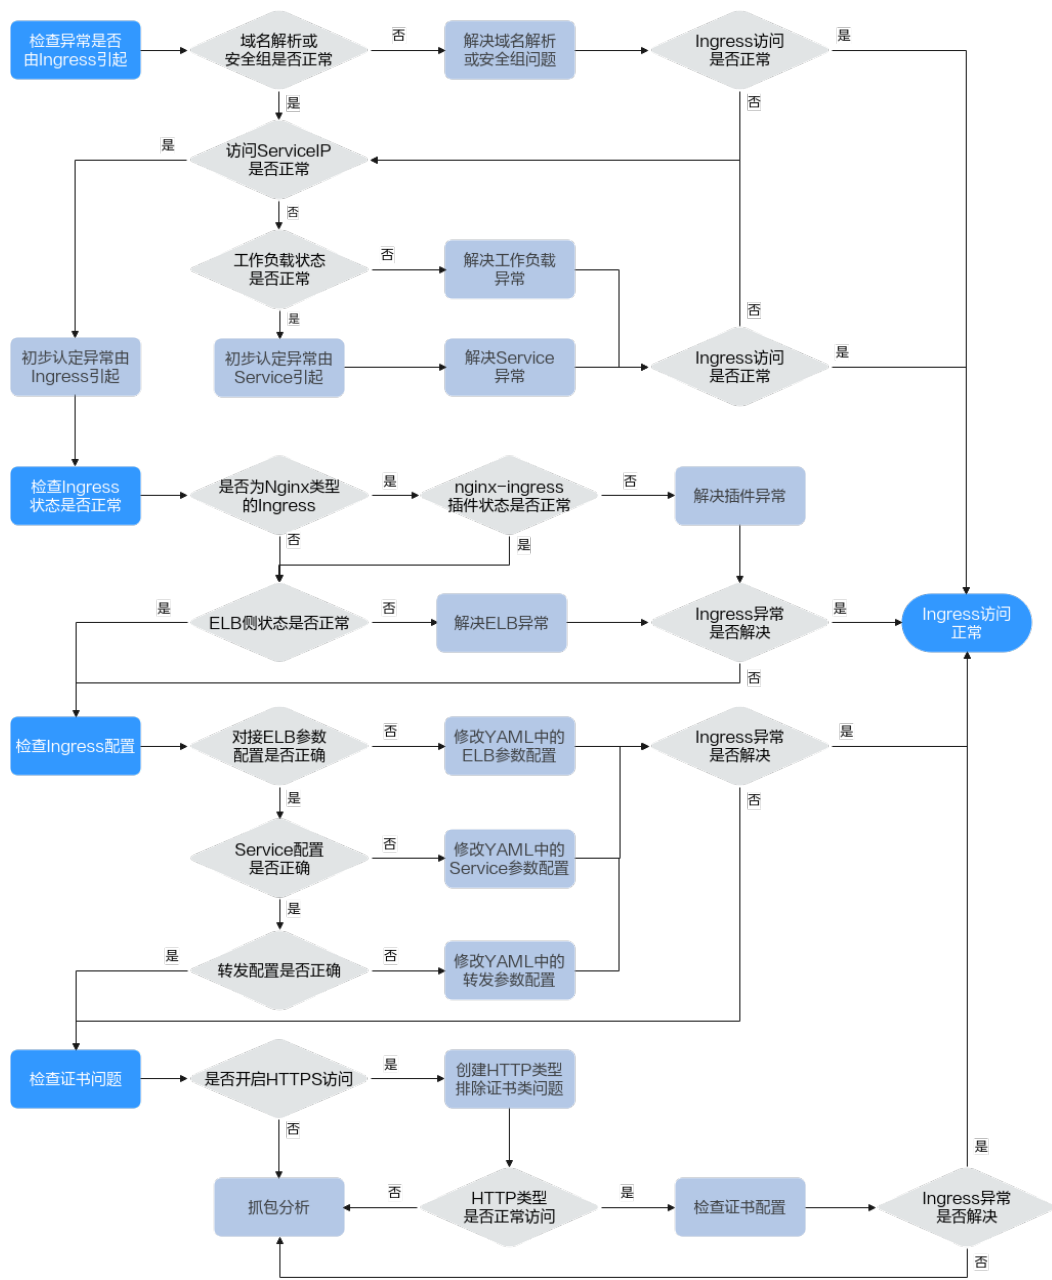 检查异常是否
由Ingress引起
域名解析或
安全组是否正常
否
解决域名解析
或安全组问题
Ingress访问
是否正常
是
是
否
是
访问ServiceIP
是否正常
否
工作负载状态
是否正常
否
解决工作负载
异常
是
否
初步认定异常由
Ingress引起
初步认定异常由
Service引起
解决Service
异常
Ingress访问
是否正常
是
检查Ingress
状态是否正常
是否为Nginx类型
的Ingress
是
nginx-ingress
插件状态是否正常
否
解决插件异常
否
是
是
ELB侧状态是否正常
否
解决ELB异常
Ingress异常
是否解决
是
Ingress访问
正常
否
检查Ingress配置
对接ELB参数
配置是否正确
否
修改YAML中的
ELB参数配置
Ingress异常
是否解决
是
是
否
Service配置
是否正确
否
修改YAML中的
Service参数配置
是
是
转发配置是否正确
否
修改YAML中的
转发参数配置
检查证书问题
是否开启HTTPS访问
是
创建HTTP类型
排除证书类问题
否
是
抓包分析
否
HTTP类型
是否正常访问
是
检查证书配置
Ingress异常
是否解决
否